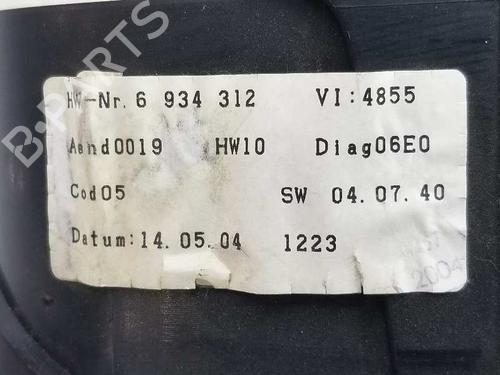 B-PARTS
HW-Nr. 6 934 312 VI:4855
Aend0019 HW10 Diag06E0
Cod05 SW 04.07.40
Datum:14.05.04 1223
2004